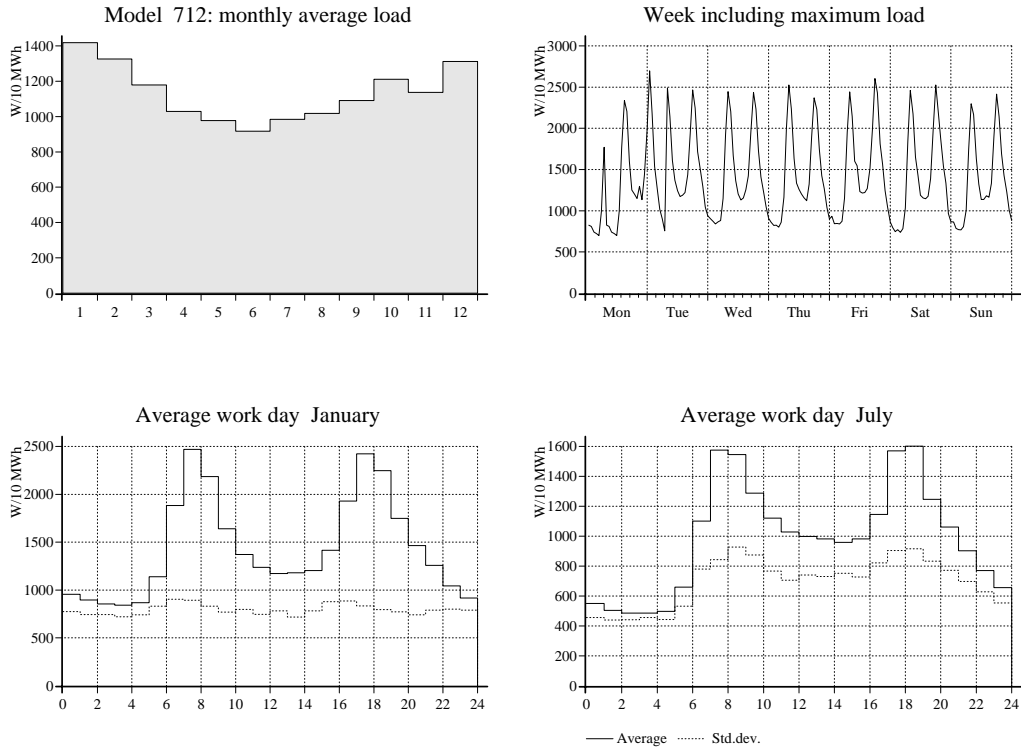 Model 712: monthly average load
W/10 MWh
1400
1200
1000
800
600
400
200
0
1 2 3 4 5 6 7 8 9 10 11 12
Week including maximum load
W/10 MWh
3000
2500
2000
1500
1000
500
0
Mon Tue Wed Thu Fri Sat Sun
Average work day January
W/10 MWh
2500
2000
1500
1000
500
0
0 2 4 6 8 10 12 14 16 18 20 22 24
Average work day July
W/10 MWh
1600
1400
1200
1000
800
600
400
200
0
0 2 4 6 8 10 12 14 16 18 20 22 24
Average Std.dev.